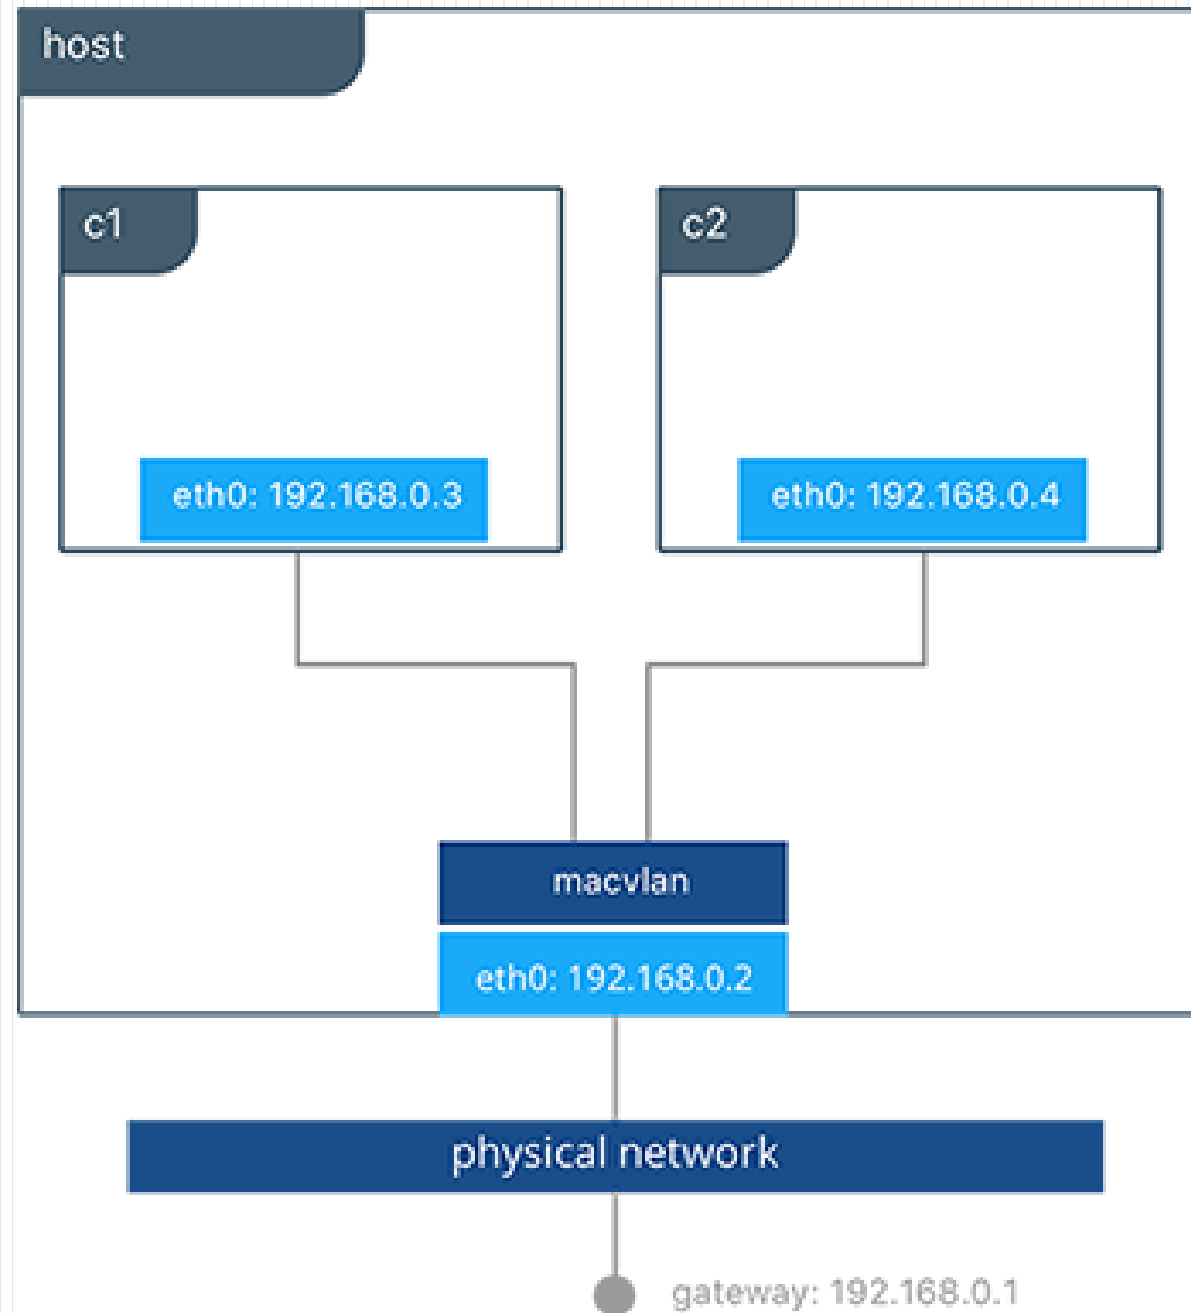 host
c1
c2
eth0: 192.168.0.3
eth0: 192.168.0.4
macvlan
eth0: 192.168.0.2
physical network
gateway: 192.168.0.1